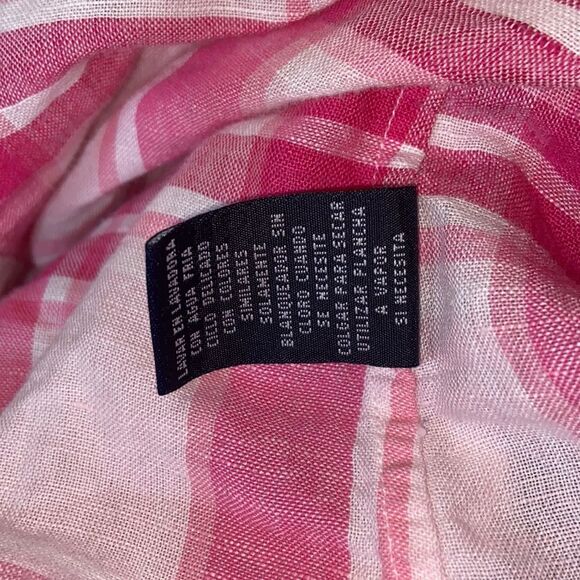 LAVAR EN LAVADORA
CON AGUA FRIA
CICLO DELICADO
CON COLORES
SIMILARES
SOLAMENTE
BLANQUEADOR SIN
CLORO CUANDO
SE NECESITE
COLGAR PARA SECAR
UTILIZAR PLANCHA
A VAPOR
SI NECESITA